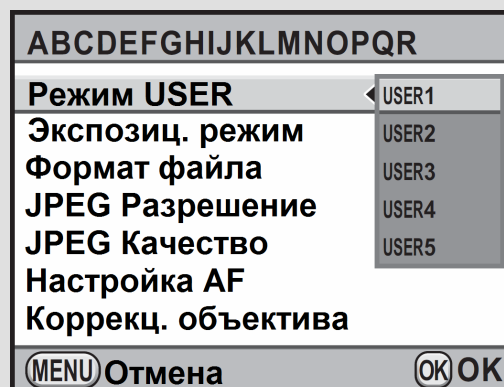 ABCDEFGHIJKLMNOPQR
Режим USER
USER1
Экспозиц. режим
USER2
Формат файла
USER3
JPEG Разрешение
USER4
JPEG Качество
USER5
Настройка AF
Коррекц. объектива
MENU Отмена
OK OK